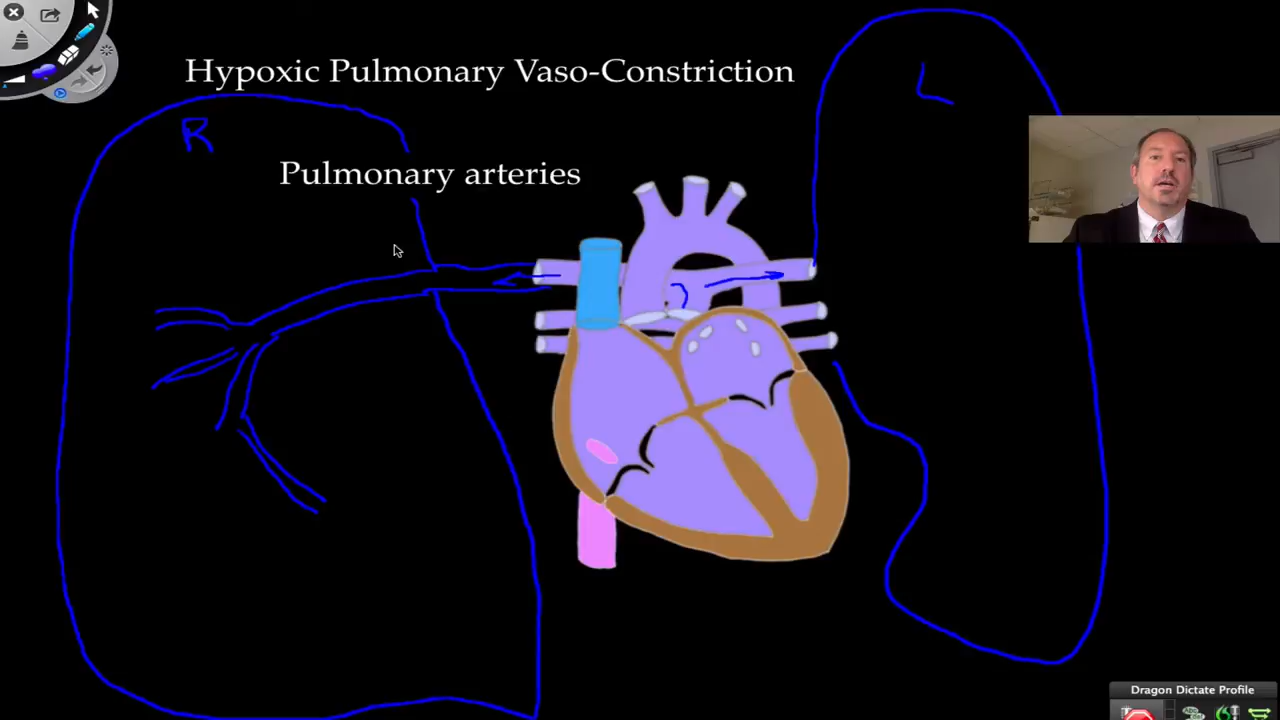 Hypoxic Pulmonary Vaso-Constriction
R
L
Pulmonary arteries
Dragon Dictate Profile